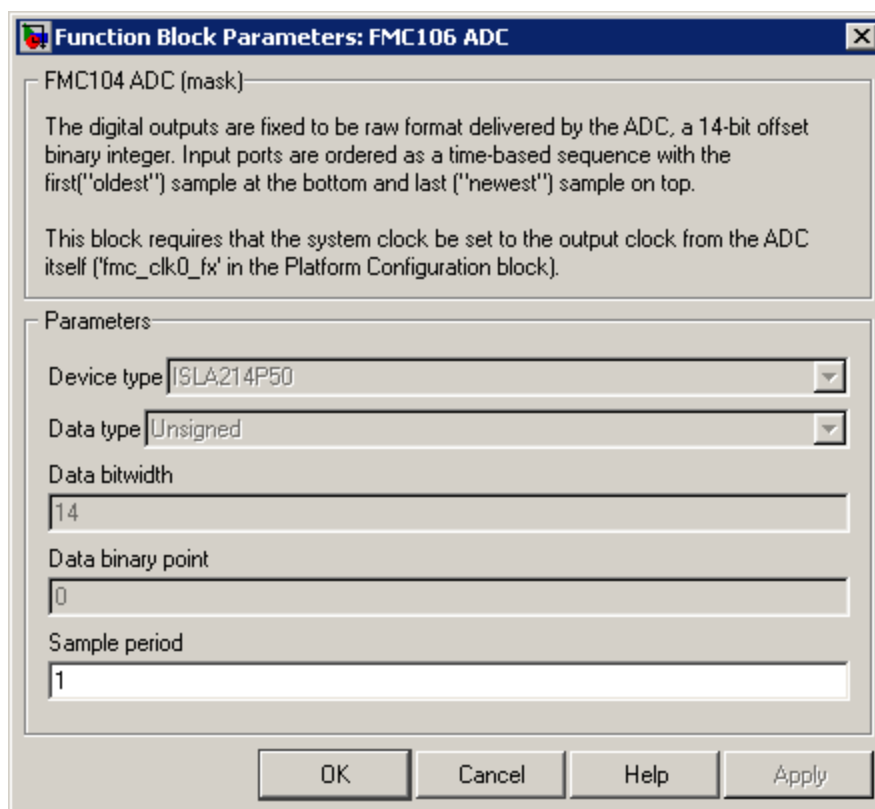 Function Block Parameters: FMC106 ADC
FMC104 ADC (mask)
The digital outputs are fixed to be raw format delivered by the ADC, a 14-bit offset
binary integer. Input ports are ordered as a time-based sequence with the
first("oldest") sample at the bottom and last ("newest") sample on top.
This block requires that the system clock be set to the output clock from the ADC
itself ('fmc_clk0_fx' in the Platform Configuration block).
Parameters
Device type ISLA214P50
Data type Unsigned
Data bitwidth
14
Data binary point
0
Sample period
1
OK Cancel Help Apply